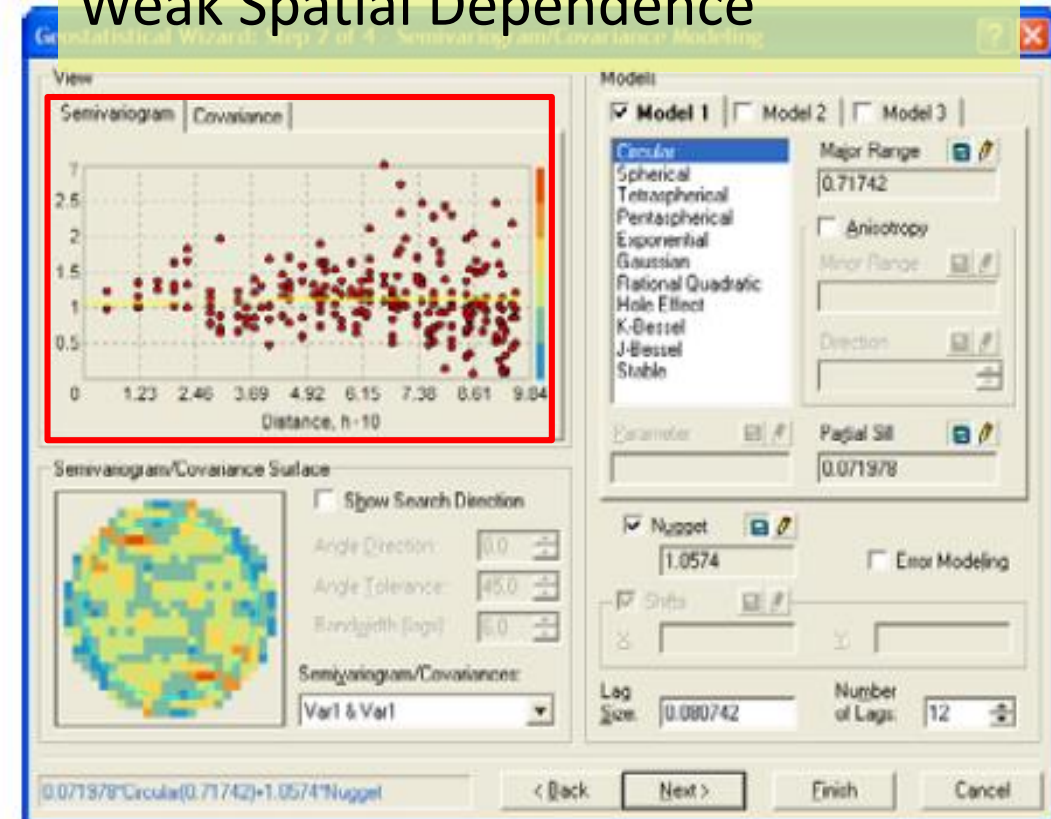 Weak Spatial Dependence
Geostatistical Wizard: Step 2 of 4 - Semivariogram/Covariance Modeling
View
Semivariogram Covariance
γ
2.5
2
1.5
1
0.5
0 1.23 2.46 3.69 4.92 6.15 7.38 8.61 9.84
Distance, h·10
Semivariogram/Covariance Surface
Show Search Direction
Angle Direction: 0.0
Angle Tolerance: 45.0
Bandwidth (lags): 6.0
Semivariogram/Covariances:
Var1 & Var1
Models
Model 1 Model 2 Model 3
Circular
Spherical
Tetraspherical
Pentaspherical
Exponential
Gaussian
Rational Quadratic
Hole Effect
K-Bessel
J-Bessel
Stable
Major Range
0.71742
Anisotropy
Minor Range
Direction
Parameter
Partial Sill
0.071978
Nugget
1.0574
Error Modeling
Shifts
X: Y:
Lag Size: 0.080742
Number of Lags: 12
0.071978*Circular(0.71742)+1.0574*Nugget
< Back Next > Finish Cancel